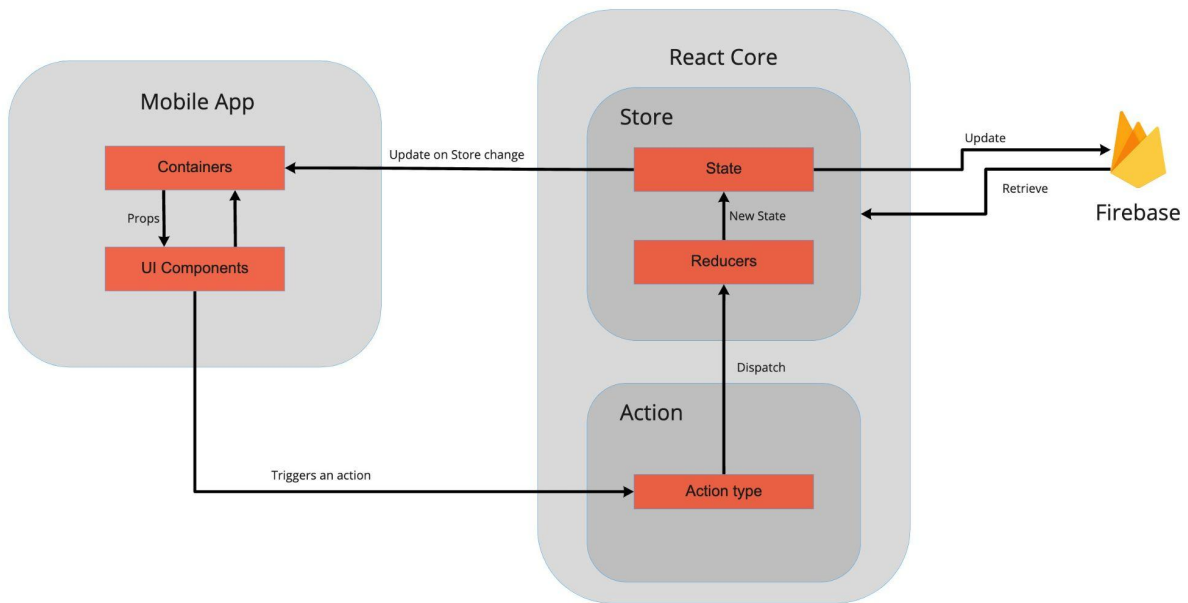 React Core
Mobile App
Store
Containers
Update on Store change
State
Update
Retrieve
Props
New State
Firebase
UI Components
Reducers
Dispatch
Action
Triggers an action
Action type